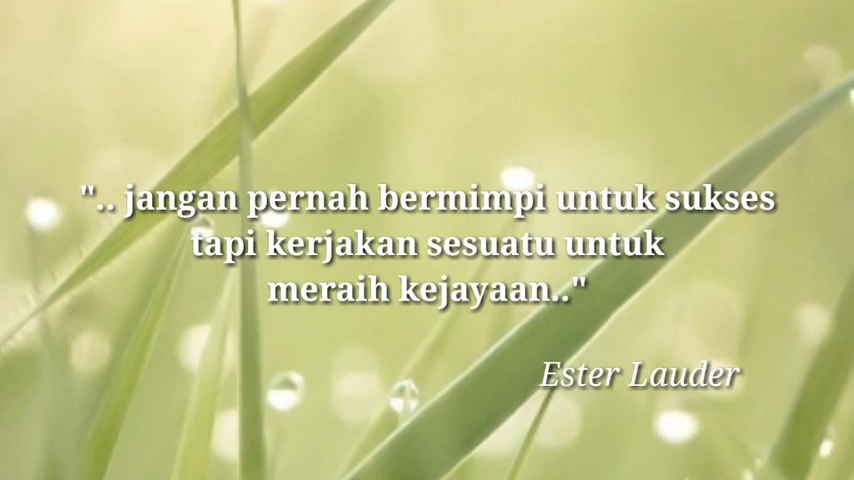 ".. jangan pernah bermimpi untuk sukses
tapi kerjakan sesuatu untuk
meraih kejayaan.."
Ester Lauder